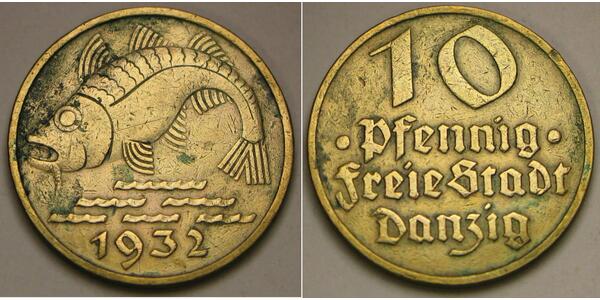 1932
10
· Pfennig ·
Freie Stadt
Danzig